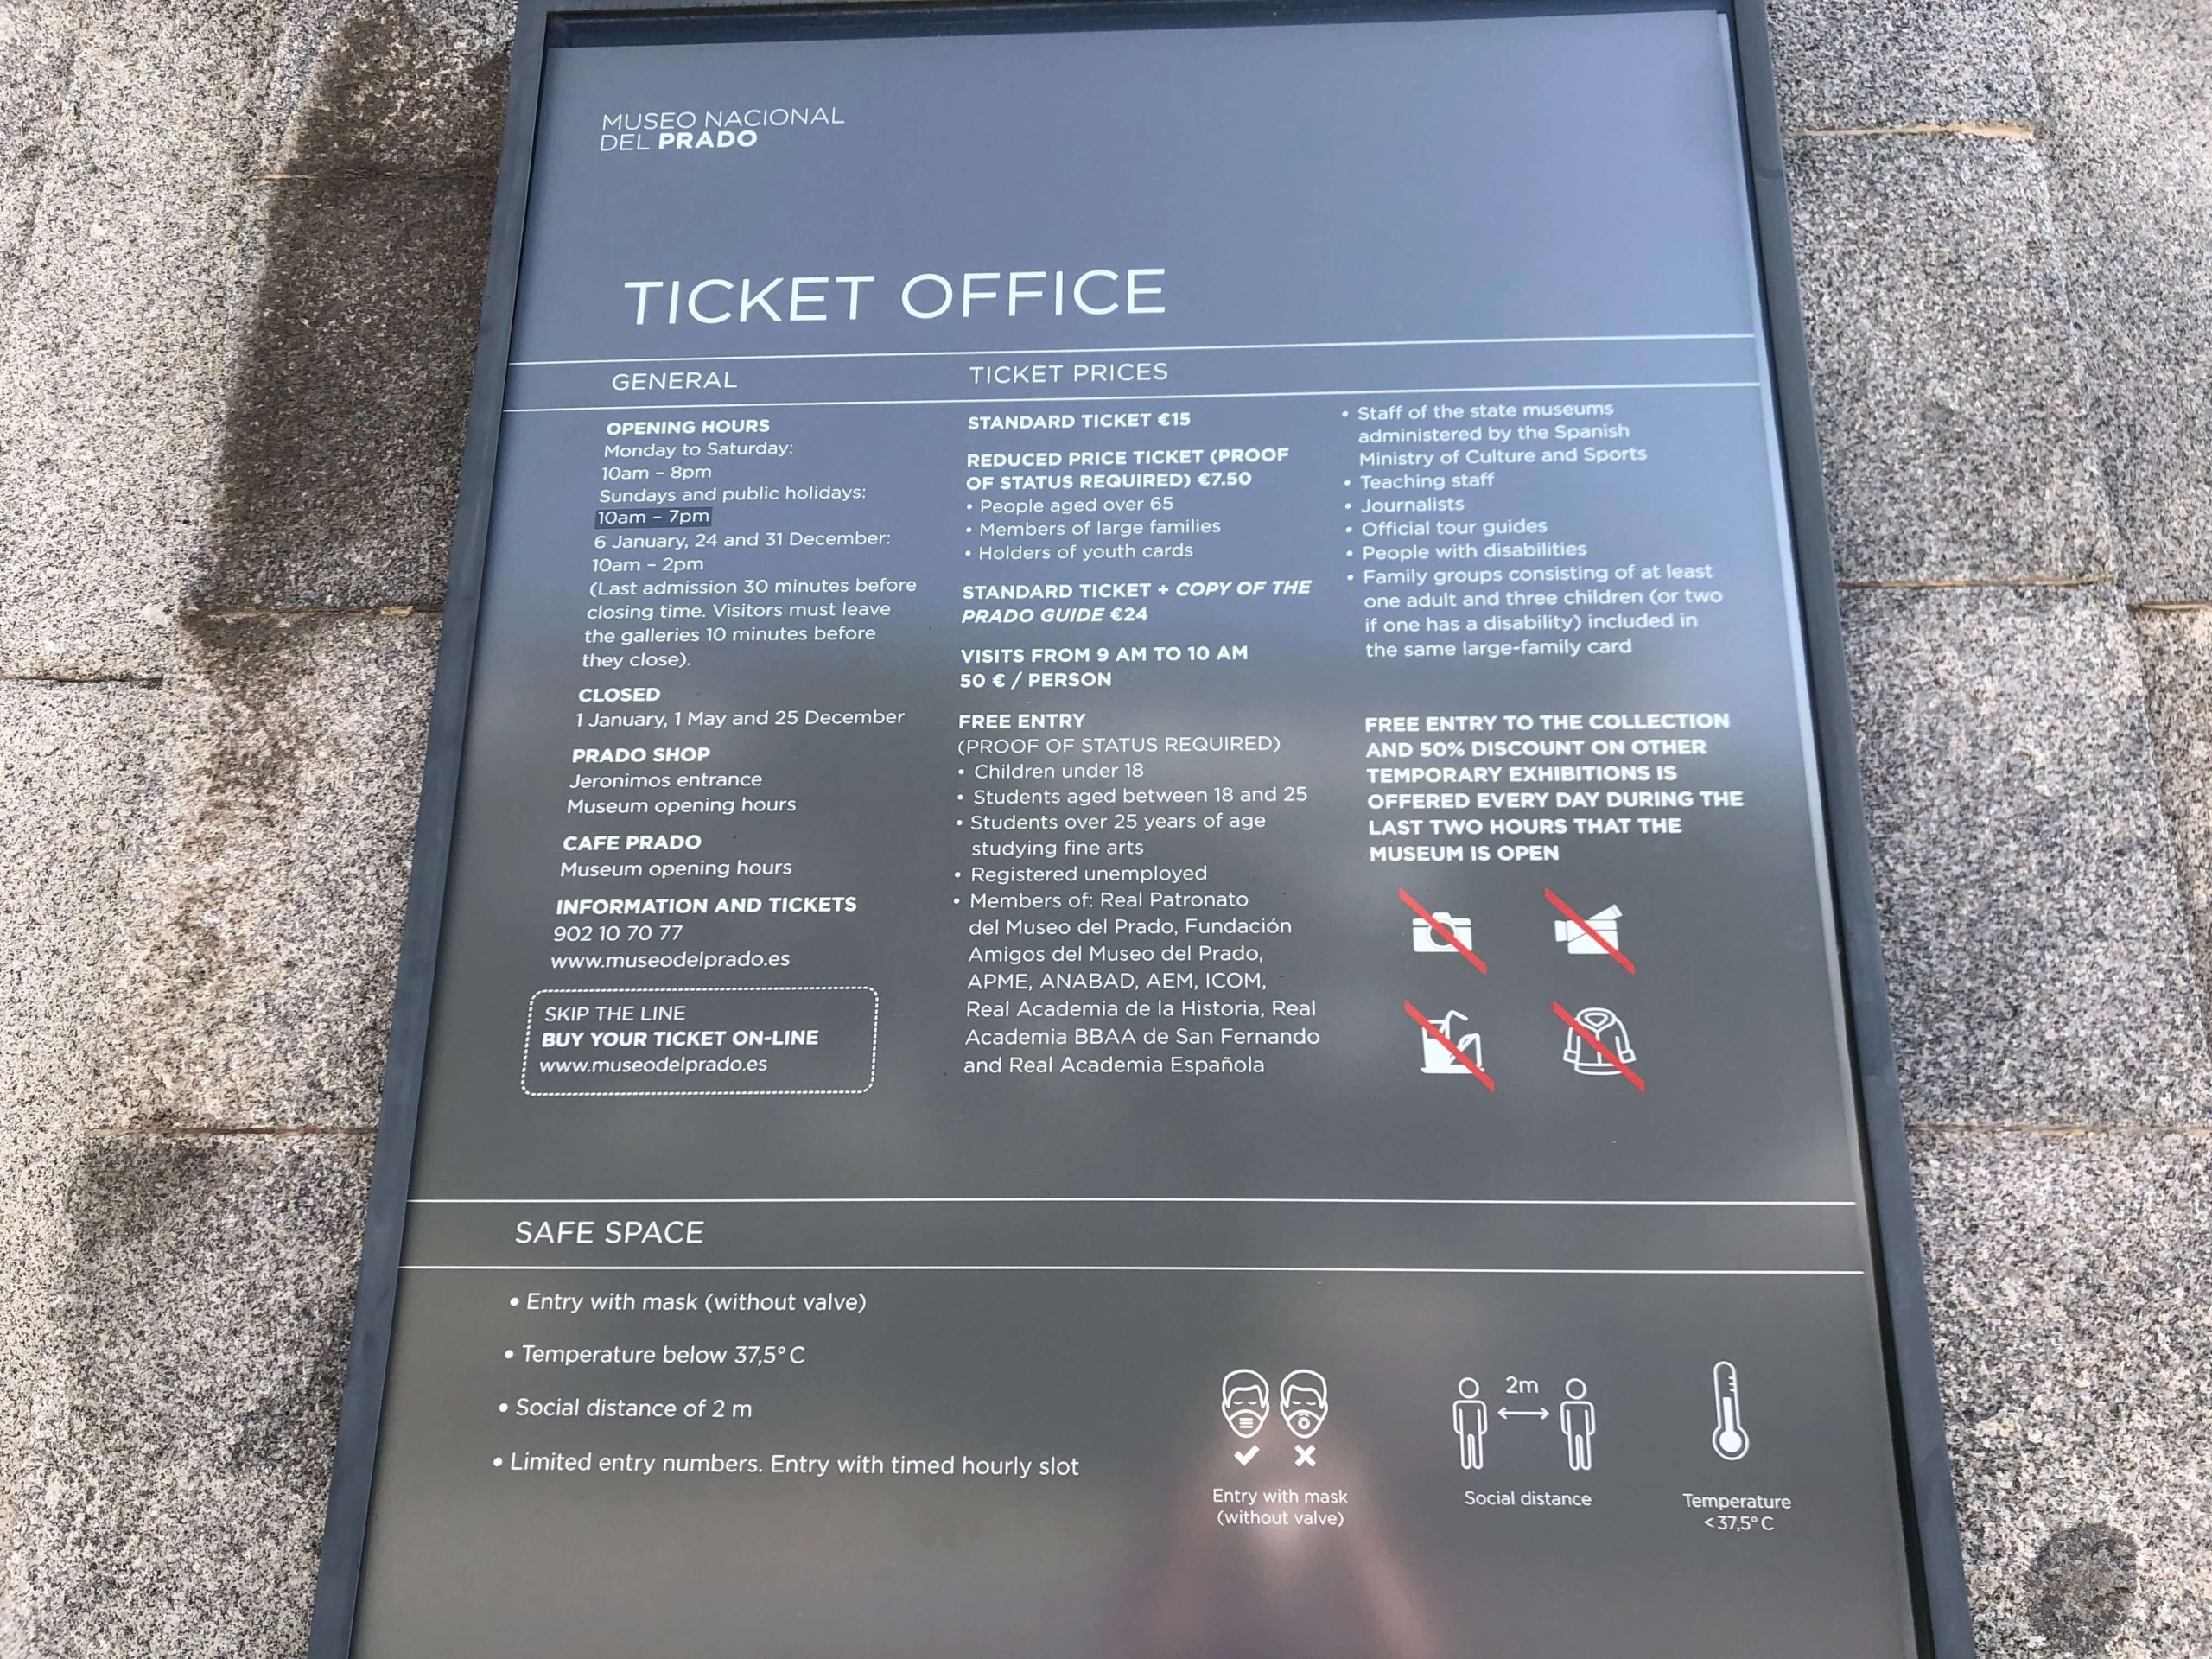 MUSEO NACIONAL
DEL PRADO
TICKET OFFICE
GENERAL
OPENING HOURS
Monday to Saturday:
10am – 8pm
Sundays and public holidays:
10am – 7pm
6 January, 24 and 31 December:
10am – 2pm
(Last admission 30 minutes before
closing time. Visitors must leave
the galleries 10 minutes before
they close).
CLOSED
1 January, 1 May and 25 December
PRADO SHOP
Jeronimos entrance
Museum opening hours
CAFE PRADO
Museum opening hours
INFORMATION AND TICKETS
902 10 70 77
www.museodelprado.es
SKIP THE LINE
BUY YOUR TICKET ON-LINE
www.museodelprado.es
TICKET PRICES
STANDARD TICKET €15
REDUCED PRICE TICKET (PROOF
OF STATUS REQUIRED) €7.50
• People aged over 65
• Members of large families
• Holders of youth cards
STANDARD TICKET + COPY OF THE
PRADO GUIDE €24
VISITS FROM 9 AM TO 10 AM
50 € / PERSON
FREE ENTRY
(PROOF OF STATUS REQUIRED)
• Children under 18
• Students aged between 18 and 25
• Students over 25 years of age
studying fine arts
• Registered unemployed
• Members of: Real Patronato
del Museo del Prado, Fundación
Amigos del Museo del Prado,
APME, ANABAD, AEM, ICOM,
Real Academia de la Historia, Real
Academia BBAA de San Fernando
and Real Academia Española
• Staff of the state museums
administered by the Spanish
Ministry of Culture and Sports
• Teaching staff
• Journalists
• Official tour guides
• People with disabilities
• Family groups consisting of at least
one adult and three children (or two
if one has a disability) included in
the same large-family card
FREE ENTRY TO THE COLLECTION
AND 50% DISCOUNT ON OTHER
TEMPORARY EXHIBITIONS IS
OFFERED EVERY DAY DURING THE
LAST TWO HOURS THAT THE
MUSEUM IS OPEN
SAFE SPACE
• Entry with mask (without valve)
• Temperature below 37,5° C
• Social distance of 2 m
• Limited entry numbers. Entry with timed hourly slot
Entry with mask
(without valve)
2m
Social distance
Temperature
< 37,5° C